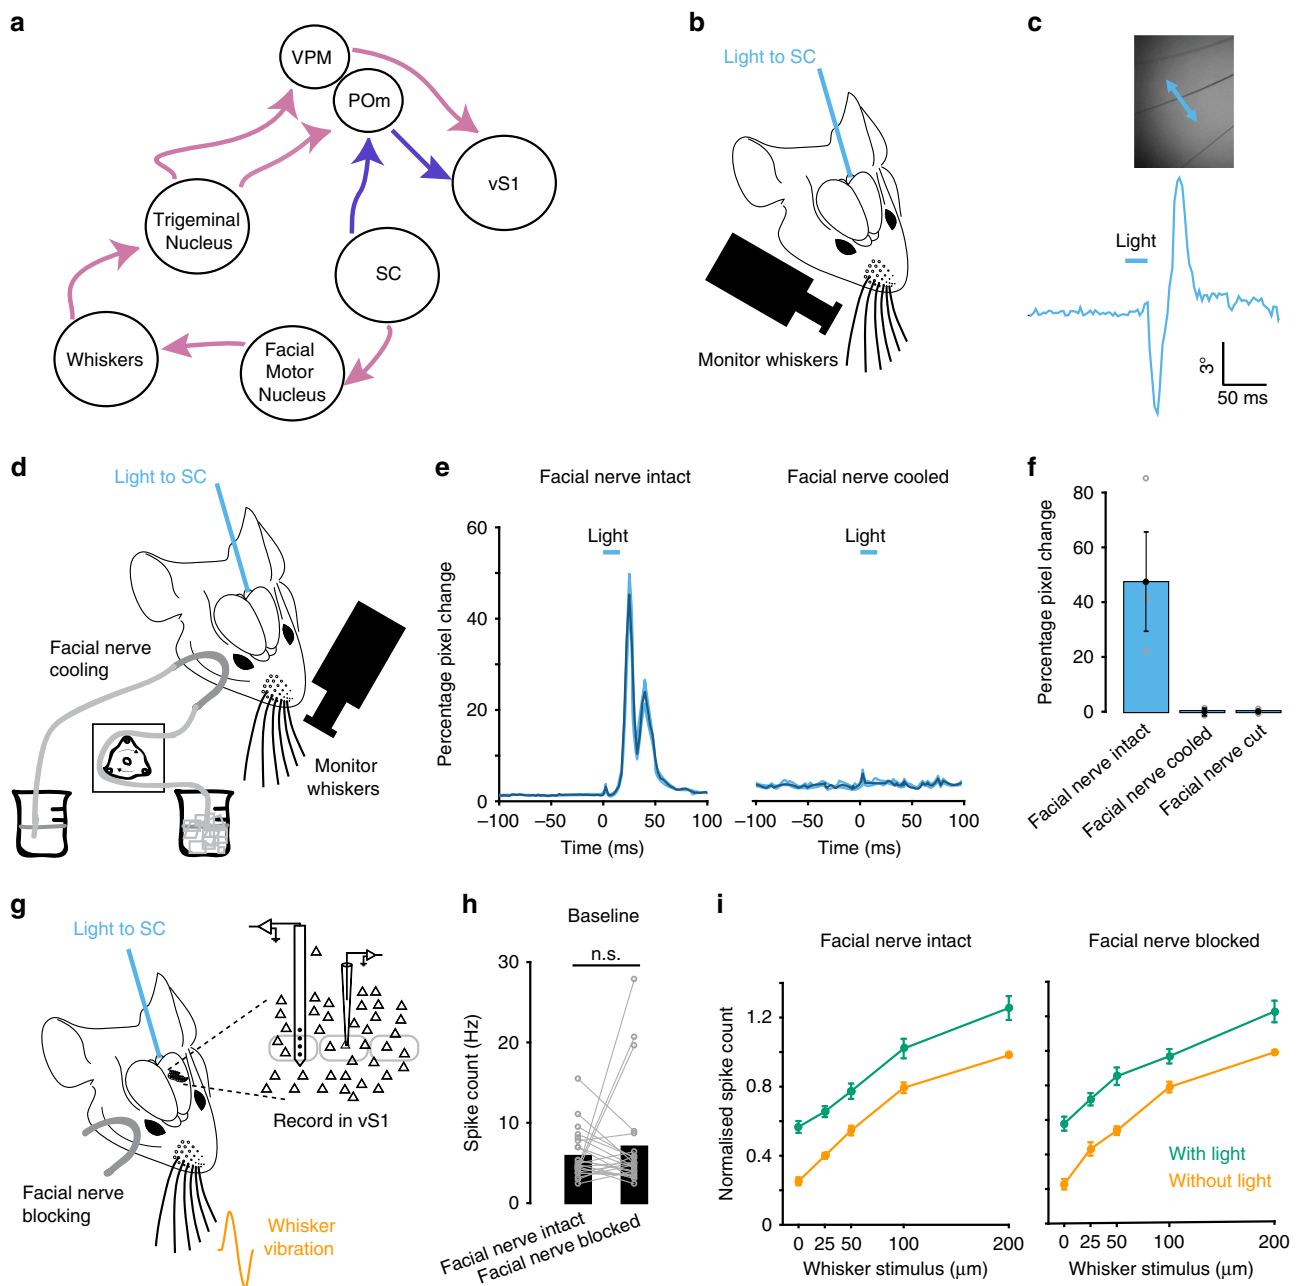 a
VPM
POm
vS1
Trigeminal
Nucleus
SC
Whiskers
Facial
Motor
Nucleus
b
Light to SC
Monitor whiskers
c
Light
3°
50 ms
d
Light to SC
Facial nerve
cooling
Monitor
whiskers
e
Facial nerve intact
Facial nerve cooled
Light
Light
Percentage pixel change
60
40
20
0
−100
−50
0
50
100
−100
−50
0
50
100
Time (ms)
Time (ms)
f
Percentage pixel change
80
60
40
20
0
Facial nerve intact
Facial nerve cooled
Facial nerve cut
g
Light to SC
Record in vS1
Facial nerve
blocking
Whisker
vibration
h
Baseline
n.s.
Spike count (Hz)
30
20
10
0
Facial nerve intact
Facial nerve blocked
i
Facial nerve intact
Facial nerve blocked
Normalised spike count
1.2
0.8
0.4
0
With light
Without light
0 25 50 100 200
0 25 50 100 200
Whisker stimulus (μm)
Whisker stimulus (μm)